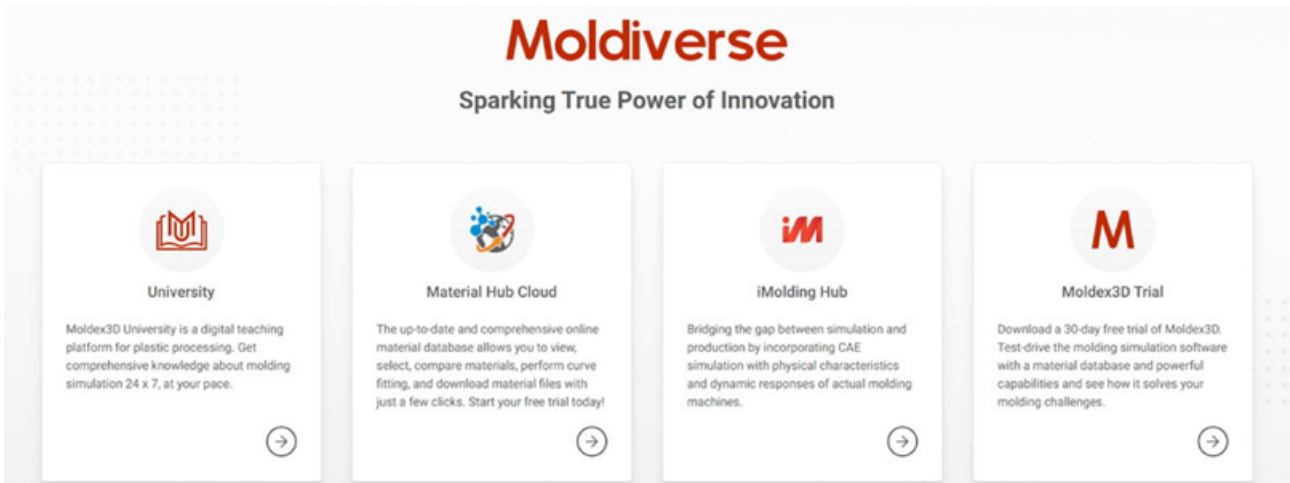 Moldiverse
Sparking True Power of Innovation
University
Moldex3D University is a digital teaching
platform for plastic processing. Get
comprehensive knowledge about molding
simulation 24 x 7, at your pace.
Material Hub Cloud
The up-to-date and comprehensive online
material database allows you to view,
select, compare materials, perform curve
fitting, and download material files with
just a few clicks. Start your free trial today!
iM
iMolding Hub
Bridging the gap between simulation and
production by incorporating CAE
simulation with physical characteristics
and dynamic responses of actual molding
machines.
M
Moldex3D Trial
Download a 30-day free trial of Moldex3D.
Test-drive the molding simulation software
with a material database and powerful
capabilities and see how it solves your
molding challenges.